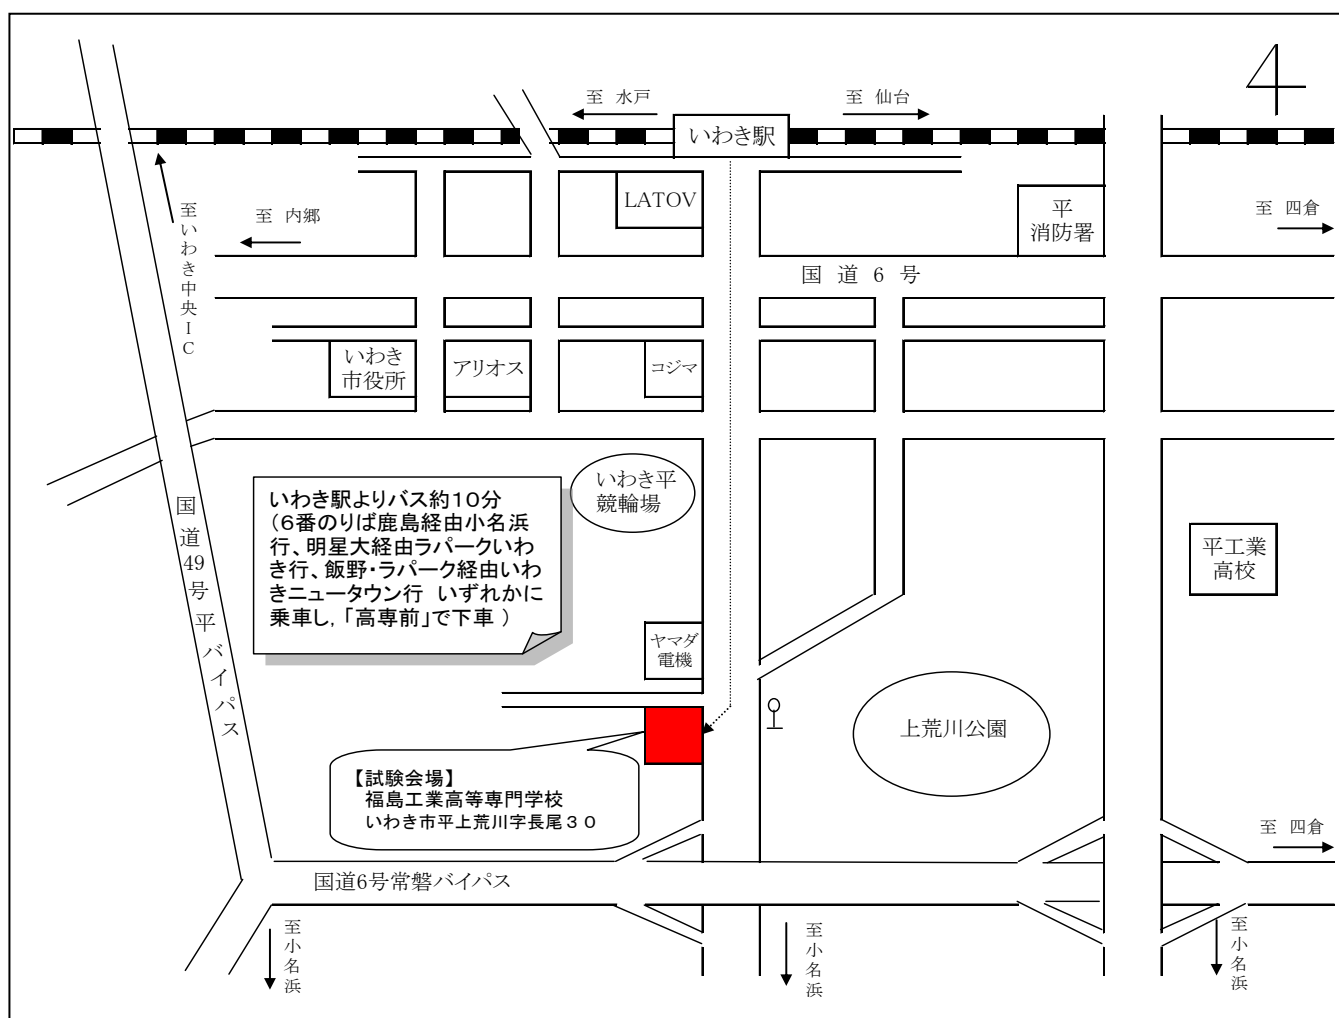 至 水戸
至 仙台
いわき駅
LATOV
平
消防署
至 四倉
至いわき中央IC
至 内郷
国 道 6 号
いわき
市役所
アリオス
コジマ
いわき平
競輪場
いわき駅よりバス約10分
(6番のりば鹿島経由小名浜
行、明星大経由ラパークいわ
き行、飯野・ラパーク経由いわ
きニュータウン行 いずれかに
乗車し,「高専前」で下車 )
国道49号平バイパス
平工業
高校
ヤマダ
電機
上荒川公園
【試験会場】
福島工業高等専門学校
いわき市平上荒川字長尾30
至 四倉
国道6号常磐バイパス
至小名浜
至小名浜
至小名浜